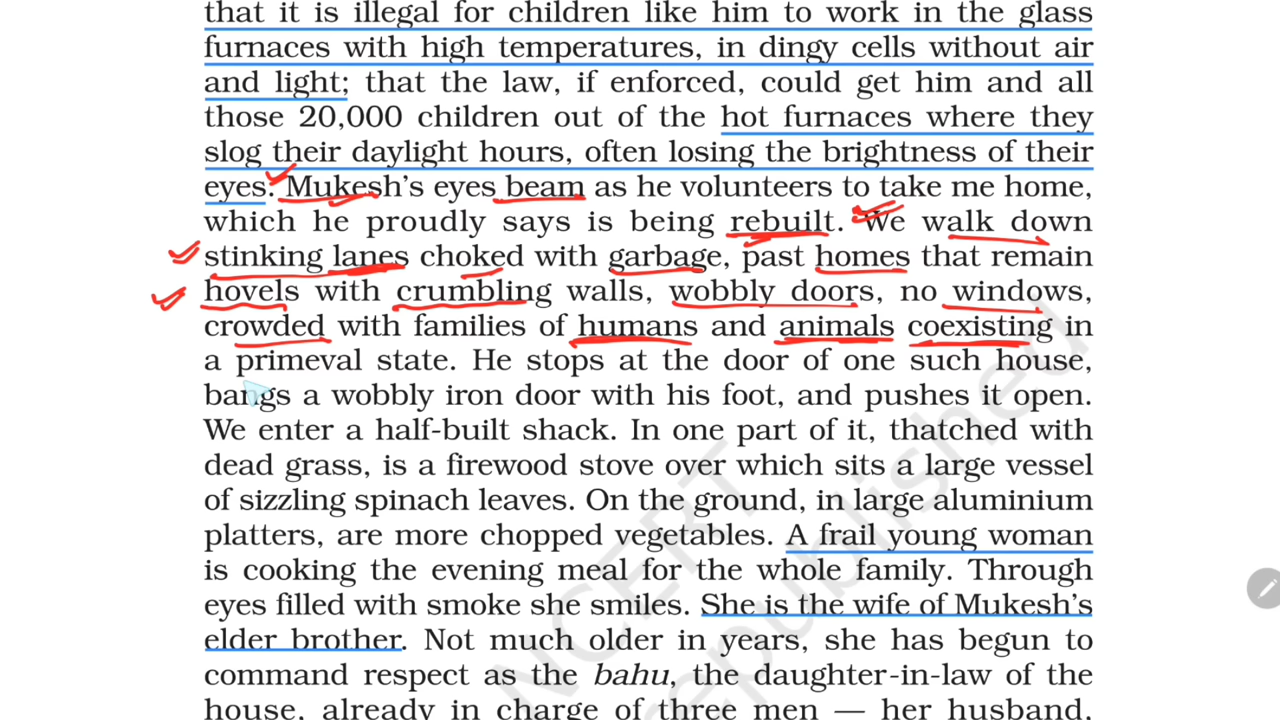 that it is illegal for children like him to work in the glass
furnaces with high temperatures, in dingy cells without air
and light; that the law, if enforced, could get him and all
those 20,000 children out of the hot furnaces where they
slog their daylight hours, often losing the brightness of their
eyes. Mukesh's eyes beam as he volunteers to take me home,
which he proudly says is being rebuilt. We walk down
stinking lanes choked with garbage, past homes that remain
hovels with crumbling walls, wobbly doors, no windows,
crowded with families of humans and animals coexisting in
a primeval state. He stops at the door of one such house,
bangs a wobbly iron door with his foot, and pushes it open.
We enter a half-built shack. In one part of it, thatched with
dead grass, is a firewood stove over which sits a large vessel
of sizzling spinach leaves. On the ground, in large aluminium
platters, are more chopped vegetables. A frail young woman
is cooking the evening meal for the whole family. Through
eyes filled with smoke she smiles. She is the wife of Mukesh's
elder brother. Not much older in years, she has begun to
command respect as the bahu, the daughter-in-law of the
house, already in charge of three men — her husband,
NCERT
republished